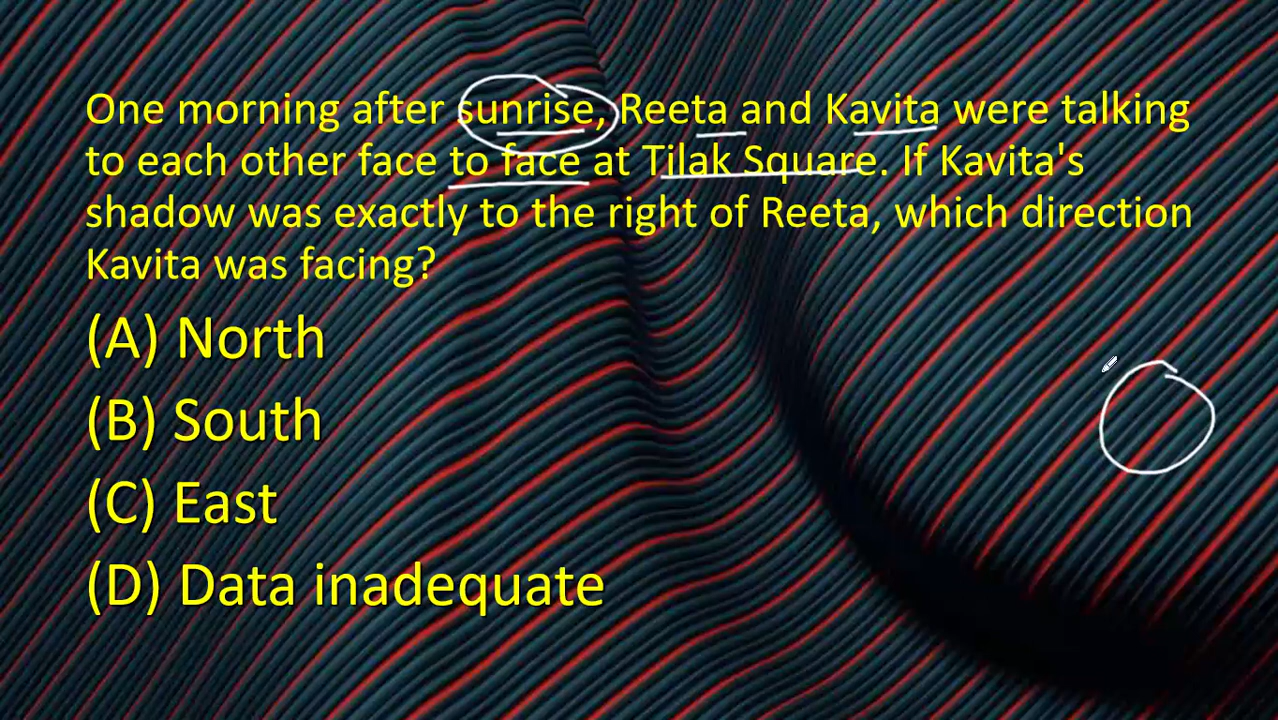 One morning after sunrise, Reeta and Kavita were talking
to each other face to face at Tilak Square. If Kavita's
shadow was exactly to the right of Reeta, which direction
Kavita was facing?
(A) North
(B) South
(C) East
(D) Data inadequate